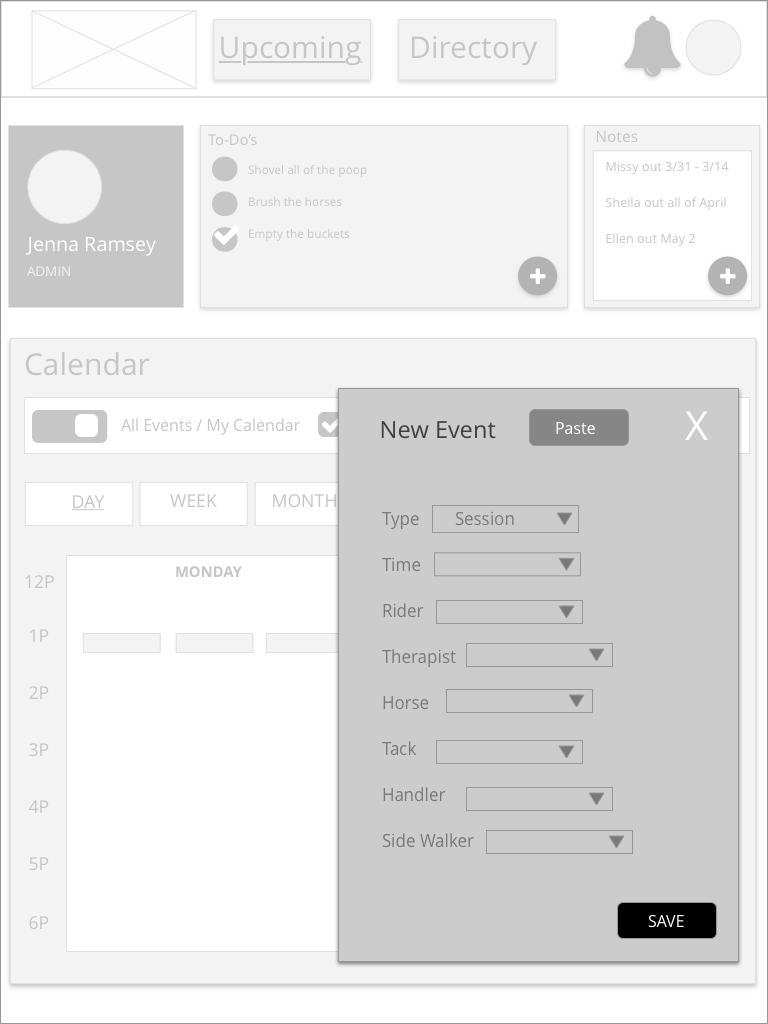 Upcoming Directory
To-Do's
Shovel all of the poop
Brush the horses
Empty the buckets
Notes
Missy out 3/31 - 3/14
Sheila out all of April
Ellen out May 2
Jenna Ramsey
ADMIN
Calendar
All Events / My Calendar
DAY WEEK MONTH
MONDAY
12P
1P
2P
3P
4P
5P
6P
New Event Paste X
Type Session
Time
Rider
Therapist
Horse
Tack
Handler
Side Walker
SAVE